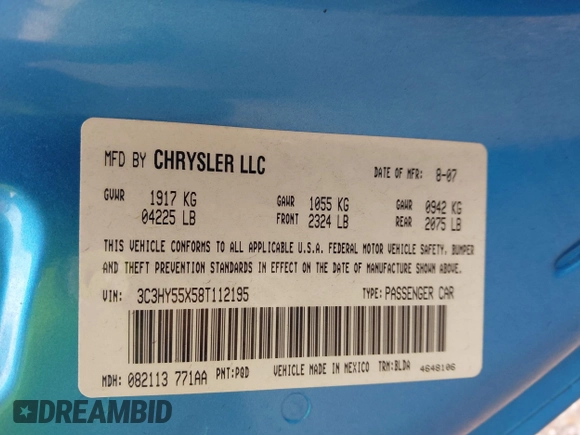 MFD BY CHRYSLER LLC
DATE OF MFR: 8-07
GVWR 1917 KG
04225 LB
GAWR FRONT 1055 KG
2324 LB
GAWR REAR 0942 KG
2075 LB
THIS VEHICLE CONFORMS TO ALL APPLICABLE U.S.A. FEDERAL MOTOR VEHICLE SAFETY, BUMPER
AND THEFT PREVENTION STANDARDS IN EFFECT ON THE DATE OF MANUFACTURE SHOWN ABOVE.
VIN: 3C3HY55X58T112195 TYPE: PASSENGER CAR
MDH: 082113 771AA PNT: PQD VEHICLE MADE IN MEXICO TRM: BLDA 4648106
DREAMBID